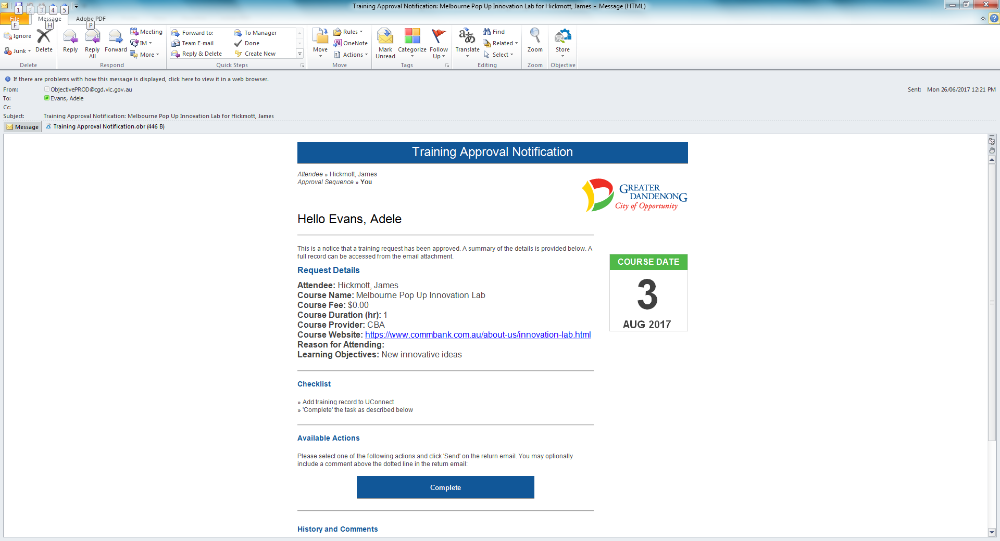 Training Approval Notification: Melbourne Pop Up Innovation Lab for Hickmott, James - Message (HTML)
1 2 3 4 5
File Message Adobe PDF
F H P
Ignore
Junk
Delete
Delete
Reply
Reply All
Forward
Meeting
IM
More
Respond
Forward to:
Team E-mail
Reply & Delete
To Manager
Done
Create New
Quick Steps
Move
Rules
OneNote
Actions
Move
Mark Unread
Categorize
Follow Up
Tags
Translate
Find
Related
Select
Editing
Zoom
Zoom
Store
Objective
If there are problems with how this message is displayed, click here to view it in a web browser.
From: ObjectivePROD@cgd.vic.gov.au
Sent: Mon 26/06/2017 12:21 PM
To: Evans, Adele
Cc:
Subject: Training Approval Notification: Melbourne Pop Up Innovation Lab for Hickmott, James
Message Training Approval Notification.obr (446 B)
Training Approval Notification
Attendee » Hickmott, James
Approval Sequence » You
GREATER
DANDENONG
City of Opportunity
Hello Evans, Adele
This is a notice that a training request has been approved. A summary of the details is provided below. A
full record can be accessed from the email attachment.
COURSE DATE
3
AUG 2017
Request Details
Attendee: Hickmott, James
Course Name: Melbourne Pop Up Innovation Lab
Course Fee: $0.00
Course Duration (hr): 1
Course Provider: CBA
Course Website: https://www.commbank.com.au/about-us/innovation-lab.html
Reason for Attending:
Learning Objectives: New innovative ideas
Checklist
» Add training record to UConnect
» 'Complete' the task as described below
Available Actions
Please select one of the following actions and click 'Send' on the return email. You may optionally
include a comment above the dotted line in the return email:
Complete
History and Comments